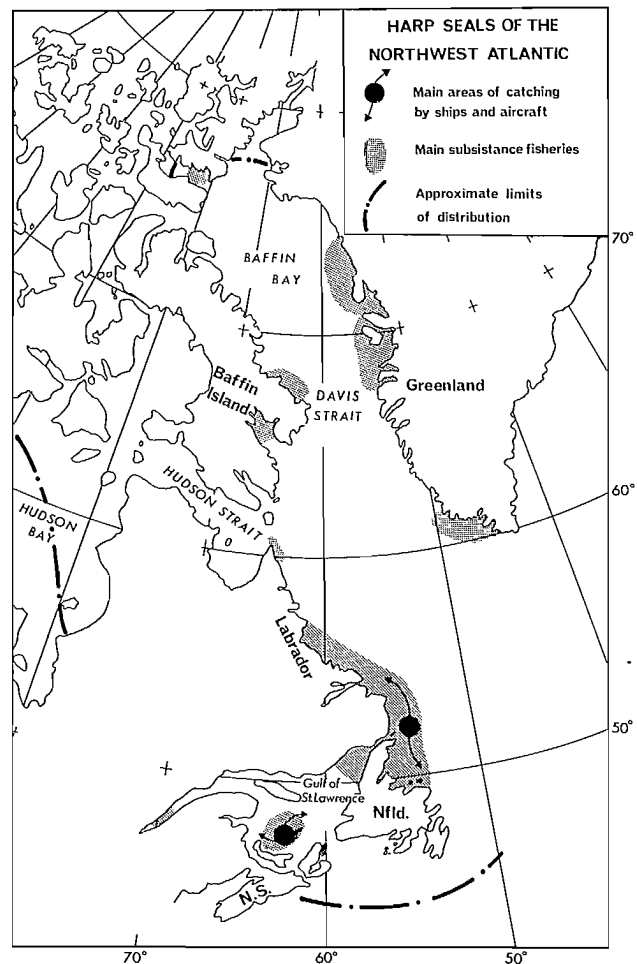 HARP SEALS OF THE
NORTHWEST ATLANTIC
Main areas of catching
by ships and aircraft
Main subsistance fisheries
Approximate limits
of distribution
70°
BAFFIN
BAY
Baffin
Island
DAVIS
STRAIT
Greenland
HUDSON STRAIT
HUDSON
BAY
60°
Labrador
50°
Gulf of
St.Lawrence
Nfld.
N.S.
70°
60°
50°